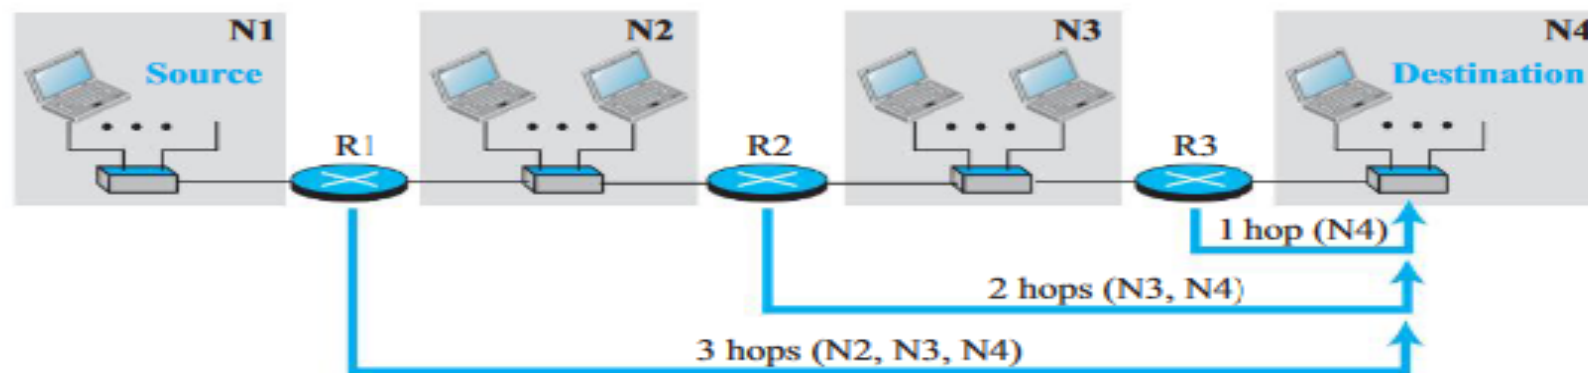 N1
N2
N3
N4
Source
Destination
R1
R2
R3
1 hop (N4)
2 hops (N3, N4)
3 hops (N2, N3, N4)